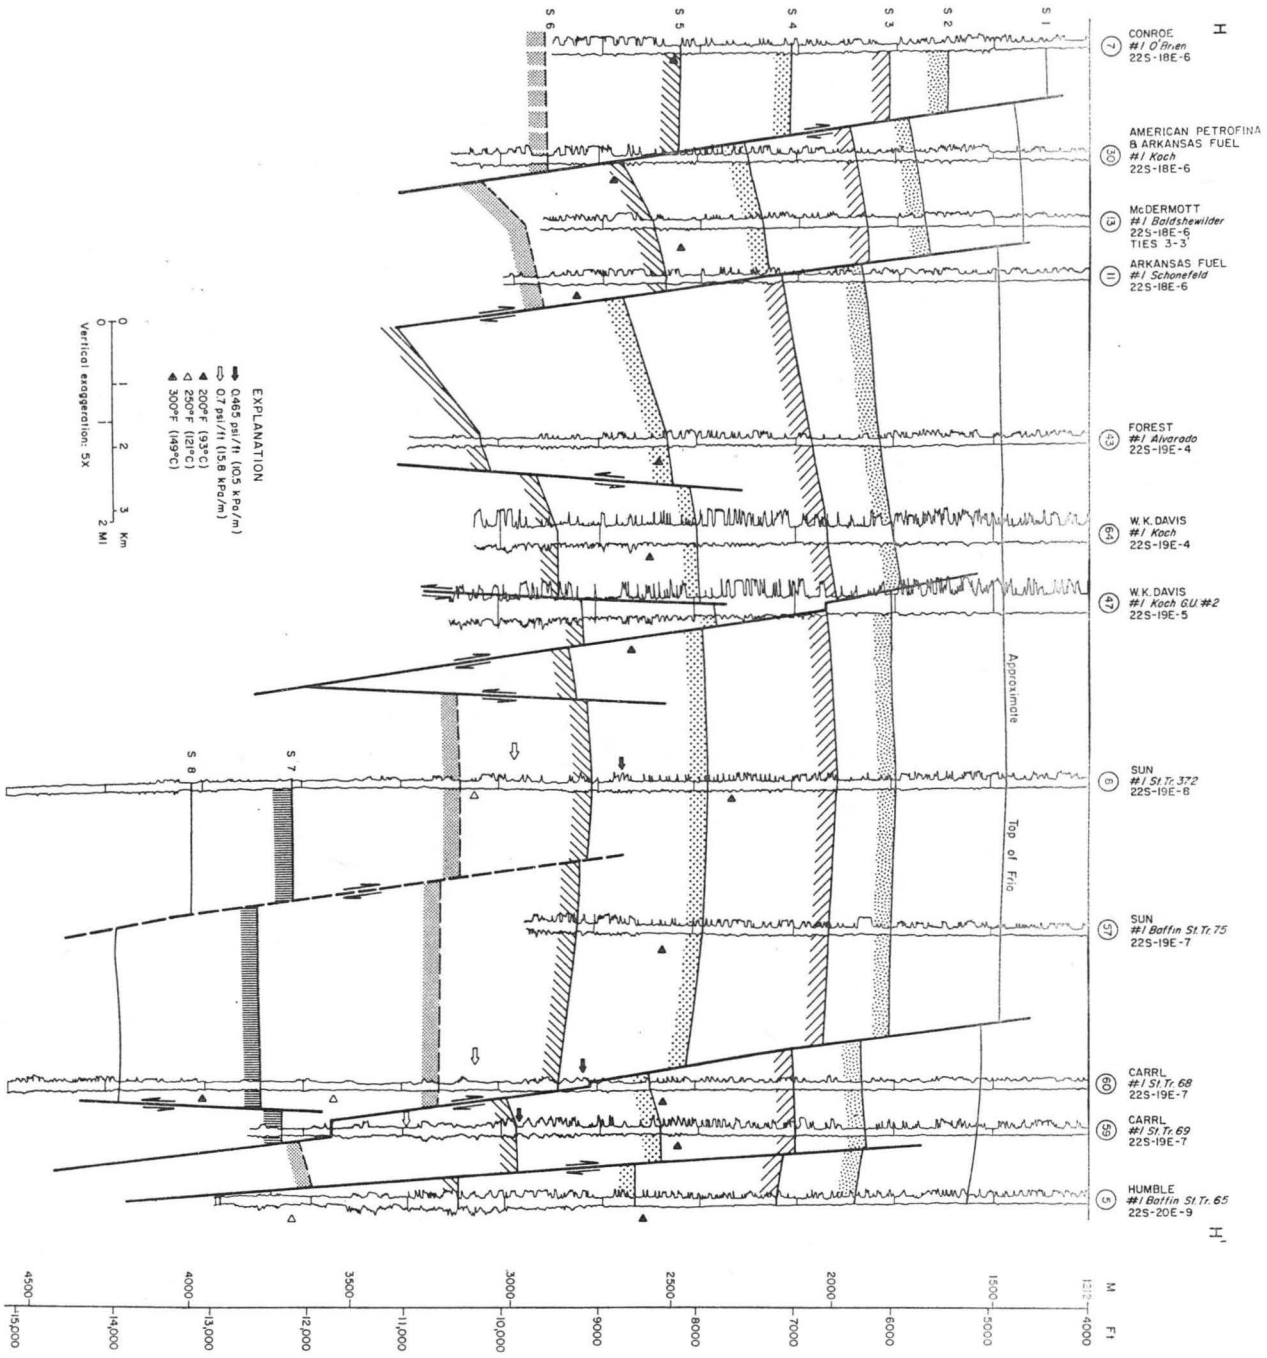 H
CONROE
#1 O'Brien
22S-18E-6
7
AMERICAN PETROFINA
& ARKANSAS FUEL
#1 Koch
22S-18E-6
30
McDERMOTT
#1 Baldshewilder
22S-18E-6
TIES 3-3'
13
ARKANSAS FUEL
#1 Schonefeld
22S-18E-6
11
FOREST
#1 Alvarado
22S-19E-4
43
W. K. DAVIS
#1 Koch
22S-19E-4
64
W. K. DAVIS
#1 Koch G.U. #2
22S-19E-5
47
SUN
#1 St. Tr. 372
22S-19E-8
6
SUN
#1 Baffin St. Tr. 75
22S-19E-7
57
CARRL
#1 St. Tr. 68
22S-19E-7
60
CARRL
#1 St. Tr. 69
22S-19E-7
59
HUMBLE
#1 Baffin St. Tr. 65
22S-20E-9
5
H'
S 1
S 2
S 3
S 4
S 5
S 6
S 7
S 8
Approximate Top of Frio
EXPLANATION
0.465 psi/ft (10.5 kPa/m)
0.7 psi/ft (15.8 kPa/m)
200°F (93°C)
250°F (121°C)
300°F (149°C)
0 1 2 3 Km
0 1 2 MI
Vertical exaggeration: 5X
M Ft
1212 4000
1500 5000
6000
2000 7000
8000
2500
9000
3000 10,000
11,000
3500
12,000
4000 13,000
14,000
4500 15,000